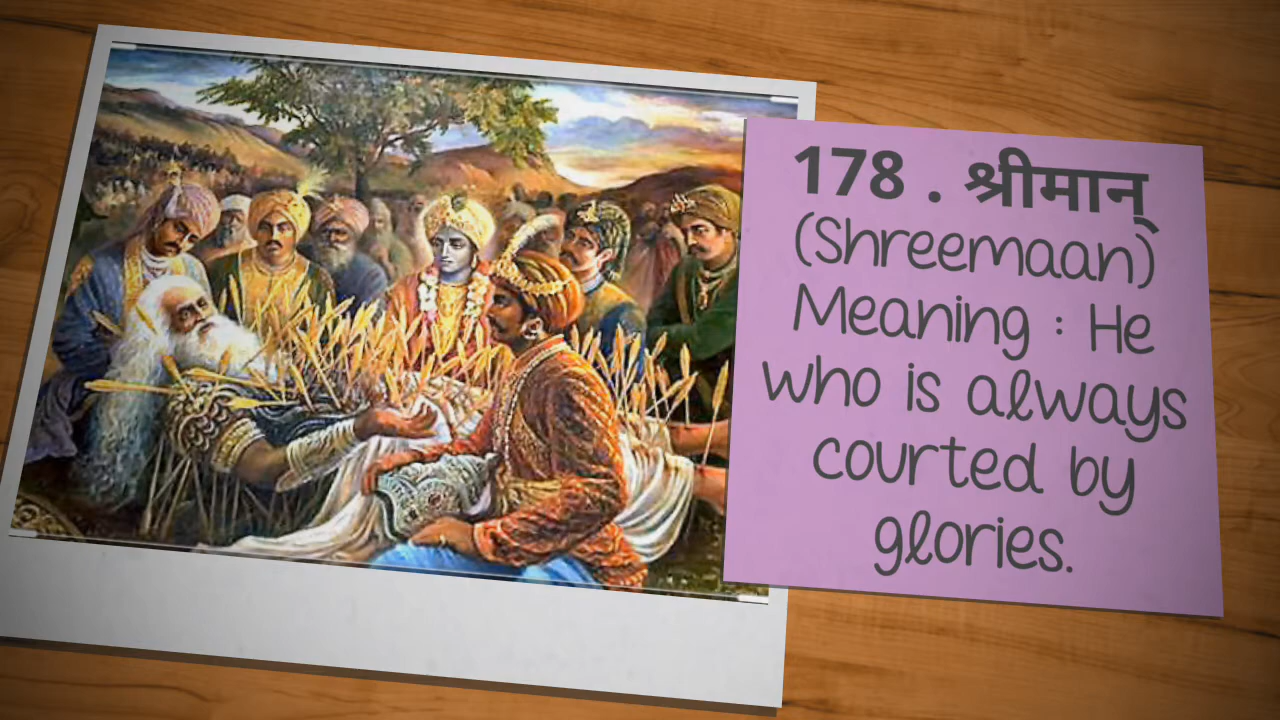 178 . श्रीमान्
(Shreemaan)
Meaning : He
who is always
courted by
glories.